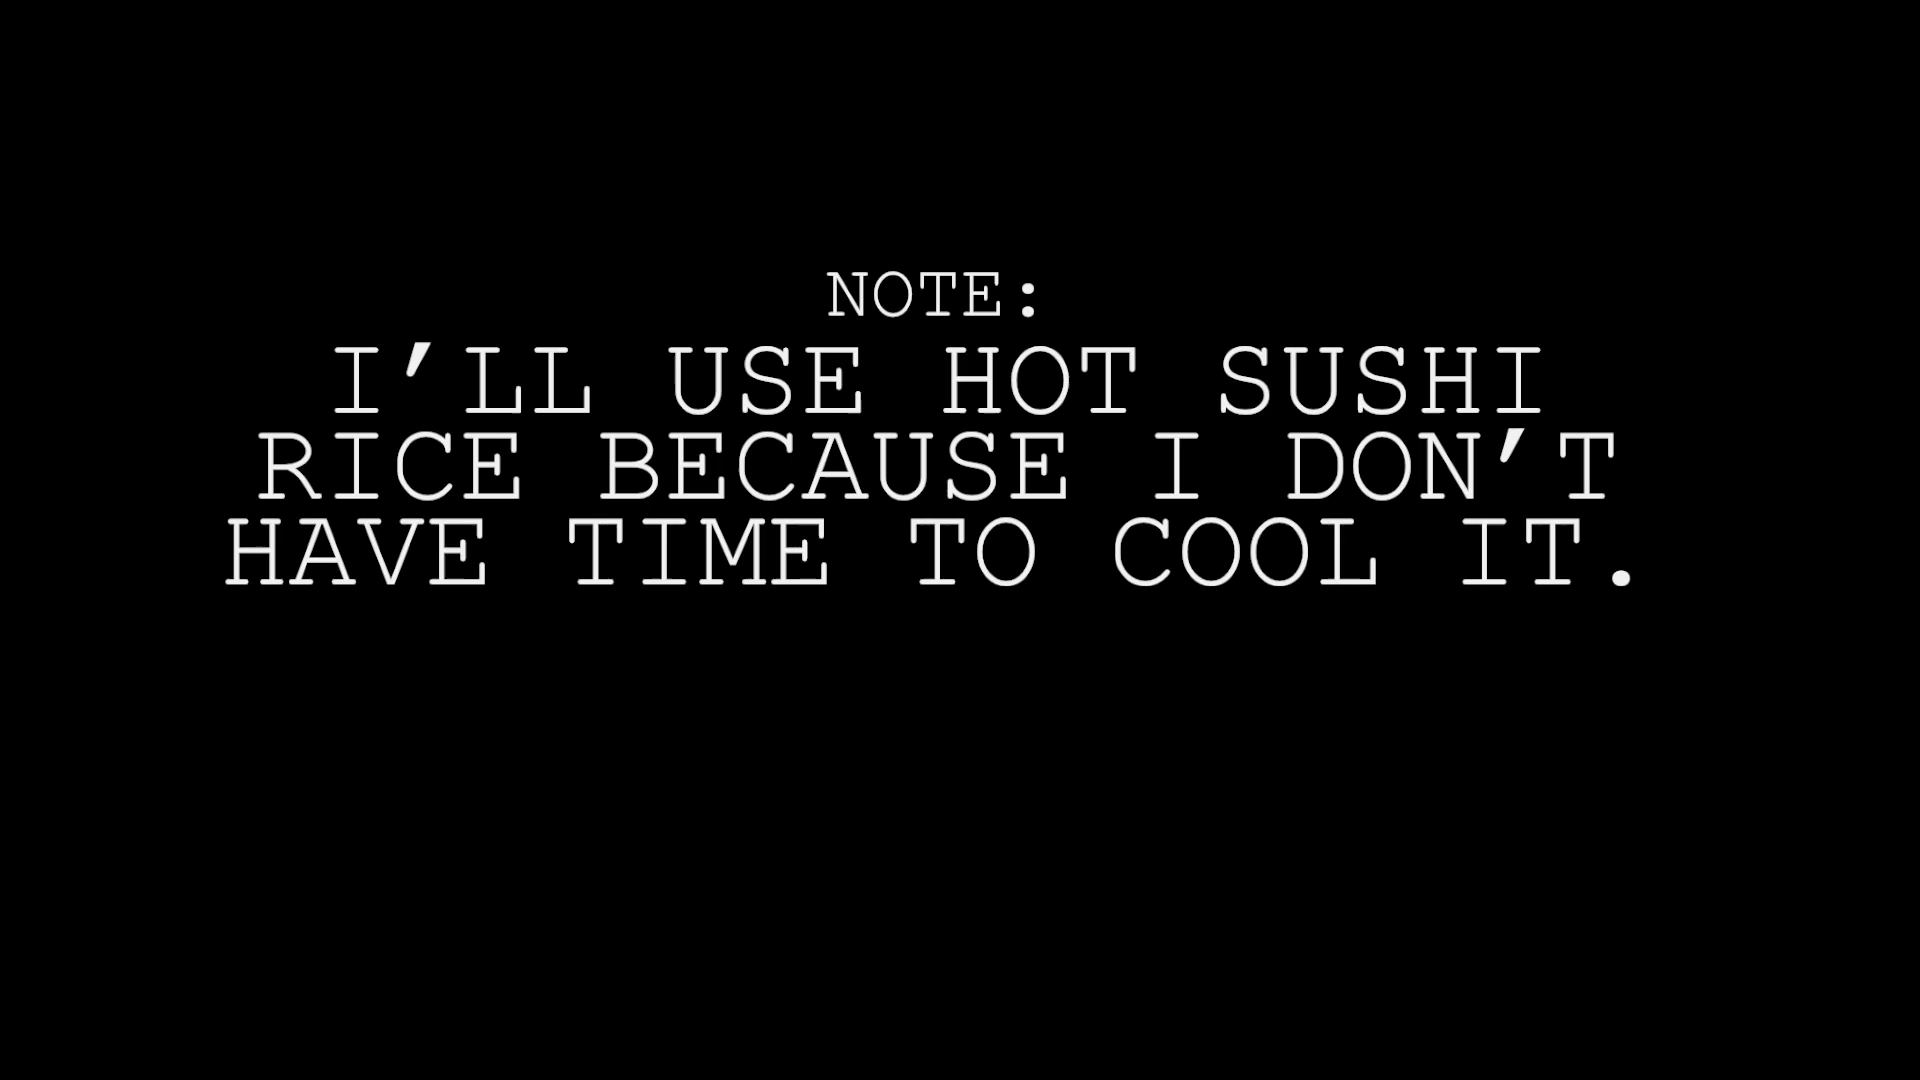 NOTE:
I’LL USE HOT SUSHI
RICE BECAUSE I DON’T
HAVE TIME TO COOL IT.